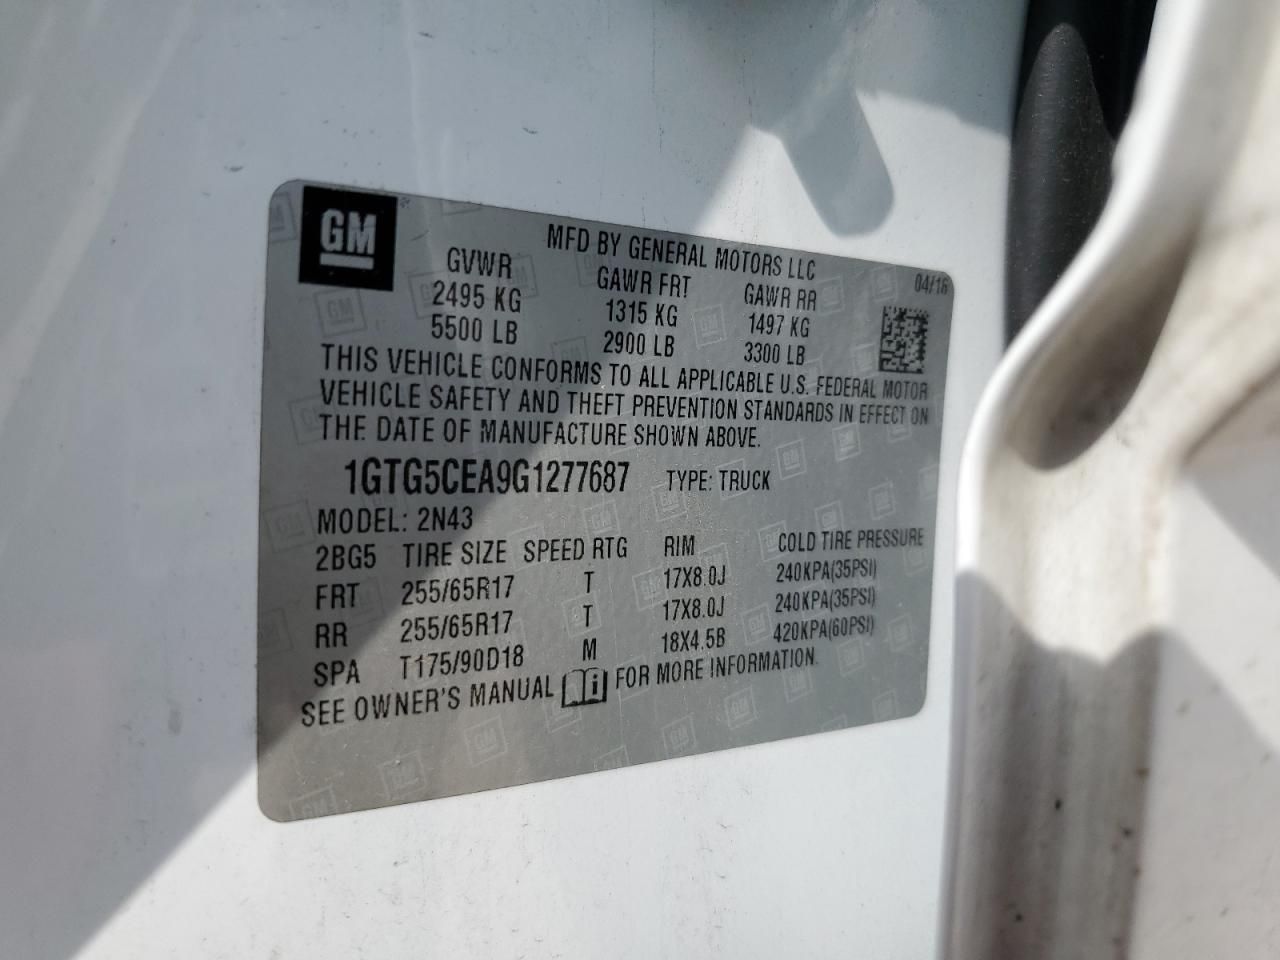 GM
MFD BY GENERAL MOTORS LLC
04/16
GVWR GAWR FRT GAWR RR
2495 KG 1315 KG 1497 KG
5500 LB 2900 LB 3300 LB
THIS VEHICLE CONFORMS TO ALL APPLICABLE U.S. FEDERAL MOTOR
VEHICLE SAFETY AND THEFT PREVENTION STANDARDS IN EFFECT ON
THE DATE OF MANUFACTURE SHOWN ABOVE.
1GTG5CEA9G1277687 TYPE: TRUCK
MODEL: 2N43
2BG5 TIRE SIZE SPEED RTG RIM COLD TIRE PRESSURE
FRT 255/65R17 T 17X8.0J 240KPA(35PSI)
RR 255/65R17 T 17X8.0J 240KPA(35PSI)
SPA T175/90D18 M 18X4.5B 420KPA(60PSI)
SEE OWNER'S MANUAL i FOR MORE INFORMATION.